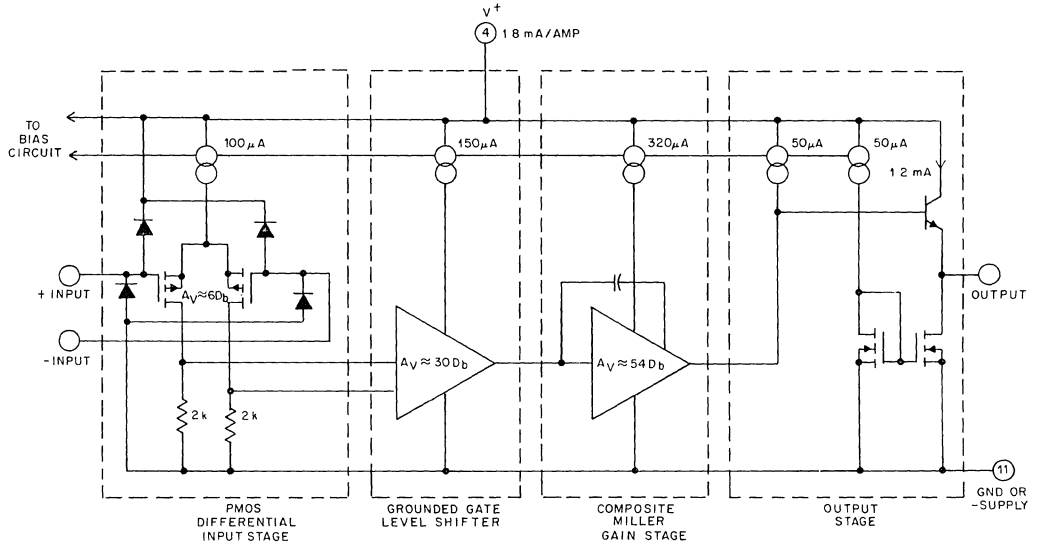 V+
4
1 8 mA/AMP
TO
BIAS
CIRCUIT
100μA
150μA
320μA
50μA
50μA
1 2 mA
+ INPUT
AV≈6Db
-INPUT
AV≈30Db
AV≈54Db
OUTPUT
2k
2k
11
GND OR
-SUPPLY
PMOS
DIFFERENTIAL
INPUT STAGE
GROUNDED GATE
LEVEL SHIFTER
COMPOSITE
MILLER
GAIN STAGE
OUTPUT
STAGE